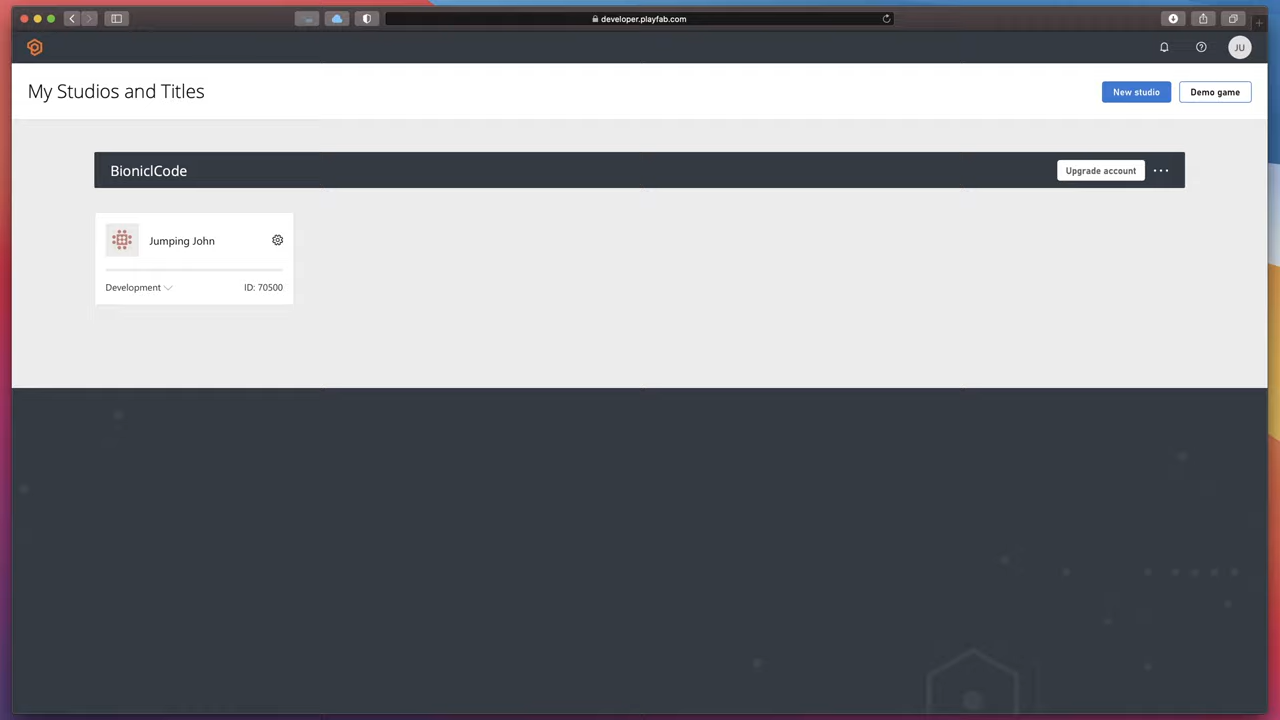 developer.playfab.com
JU
My Studios and Titles
New studio
Demo game
BioniclCode
Upgrade account
Jumping John
Development
ID: 70500